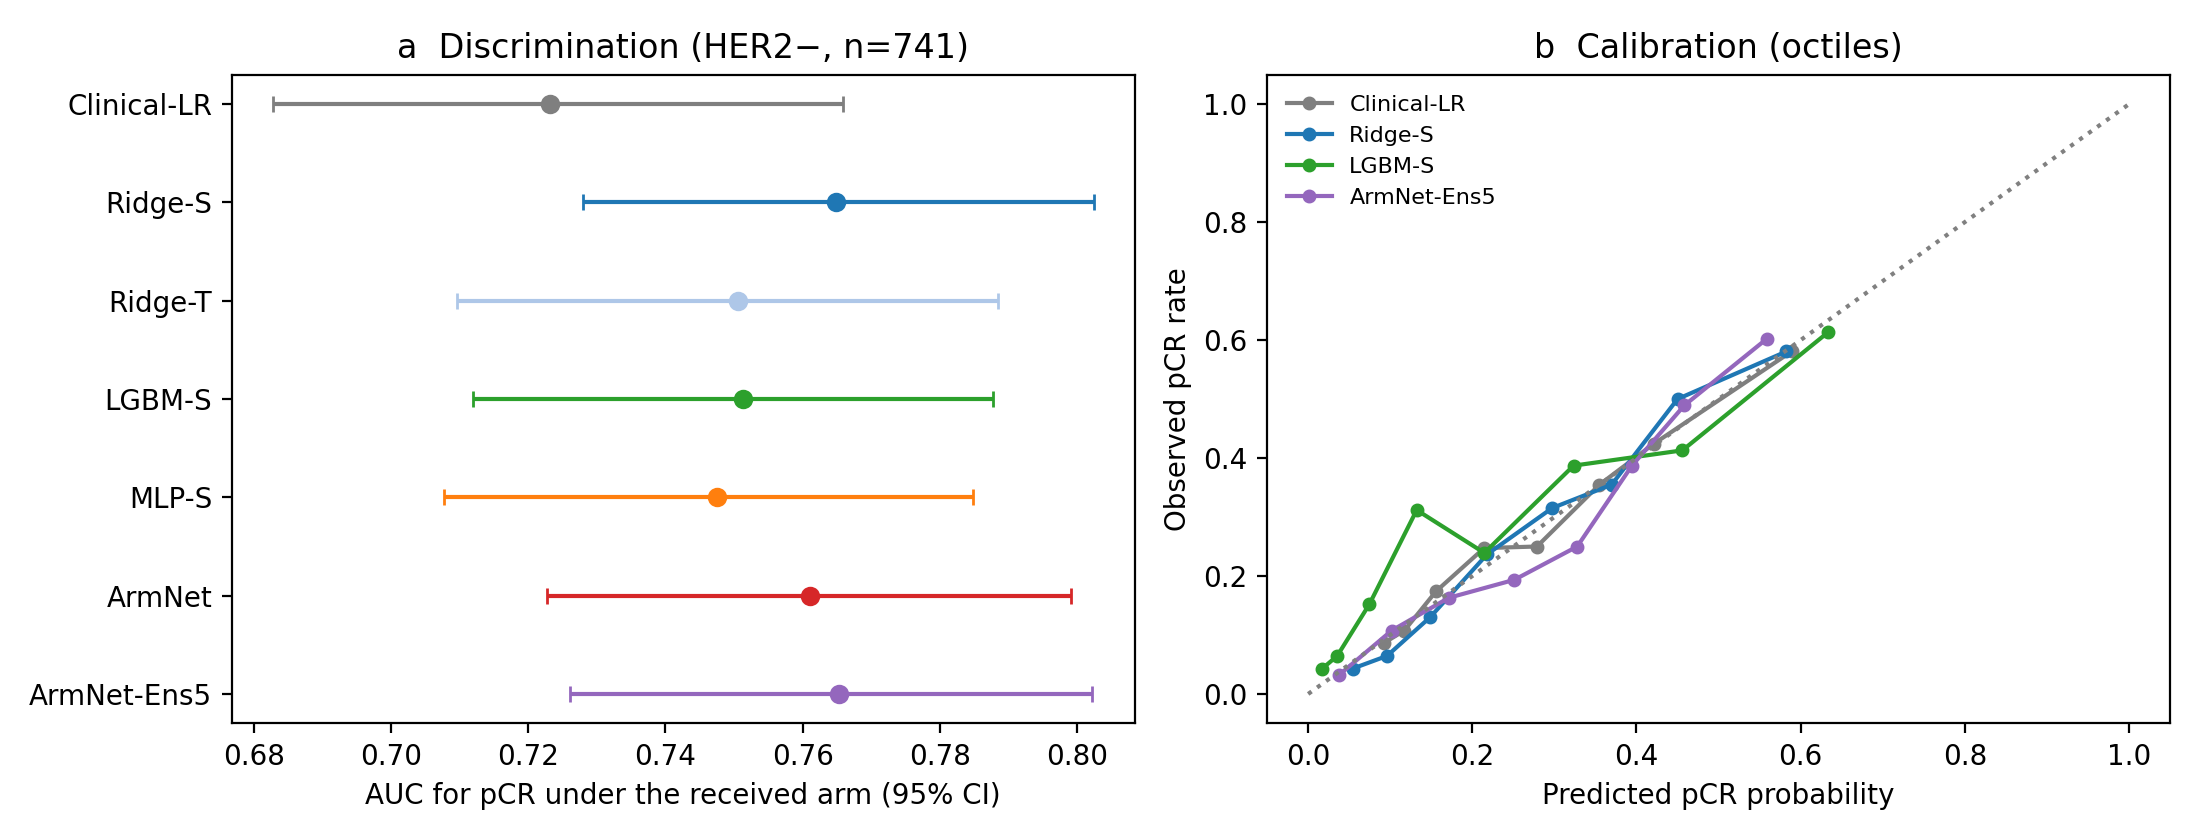 a  Discrimination (HER2−, n=741)
Clinical-LR
Ridge-S
Ridge-T
LGBM-S
MLP-S
ArmNet
ArmNet-Ens5
0.68 0.70 0.72 0.74 0.76 0.78 0.80
AUC for pCR under the received arm (95% CI)
b  Calibration (octiles)
Clinical-LR
Ridge-S
LGBM-S
ArmNet-Ens5
Observed pCR rate
1.0
0.8
0.6
0.4
0.2
0.0
0.0 0.2 0.4 0.6 0.8 1.0
Predicted pCR probability